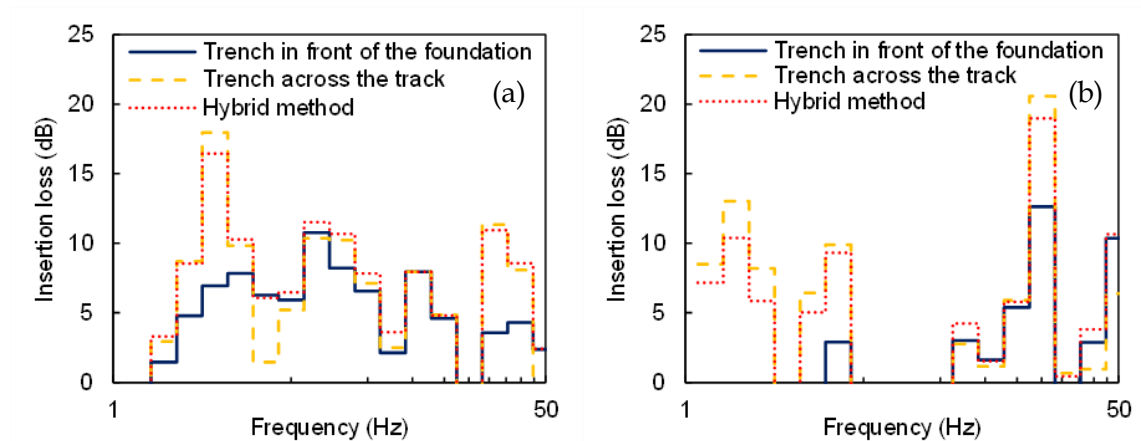 25
20
15
10
5
0
Insertion loss (dB)
Trench in front of the foundation
Trench across the track
Hybrid method
(a)
1
50
Frequency (Hz)
25
20
15
10
5
0
Insertion loss (dB)
Trench in front of the foundation
Trench across the track
Hybrid method
(b)
1
50
Frequency (Hz)